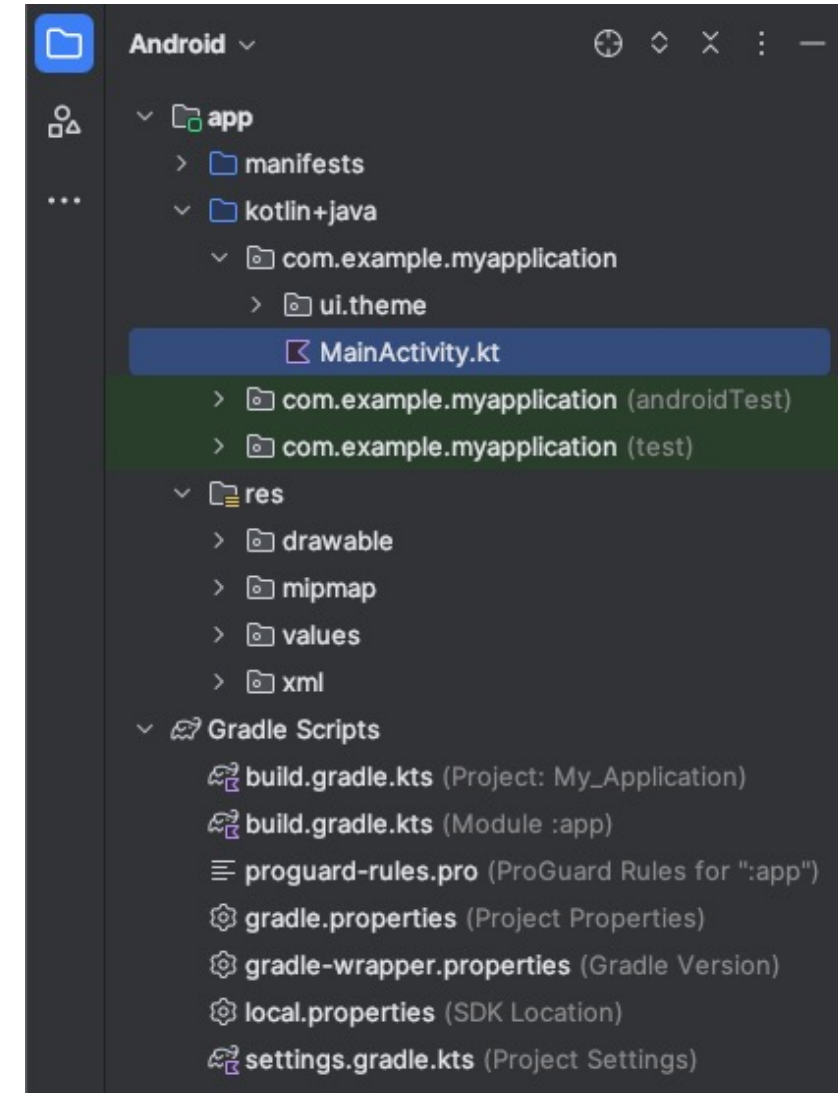 Android
app
manifests
kotlin+java
com.example.myapplication
ui.theme
MainActivity.kt
com.example.myapplication (androidTest)
com.example.myapplication (test)
res
drawable
mipmap
values
xml
Gradle Scripts
build.gradle.kts (Project: My_Application)
build.gradle.kts (Module :app)
proguard-rules.pro (ProGuard Rules for ":app")
gradle.properties (Project Properties)
gradle-wrapper.properties (Gradle Version)
local.properties (SDK Location)
settings.gradle.kts (Project Settings)